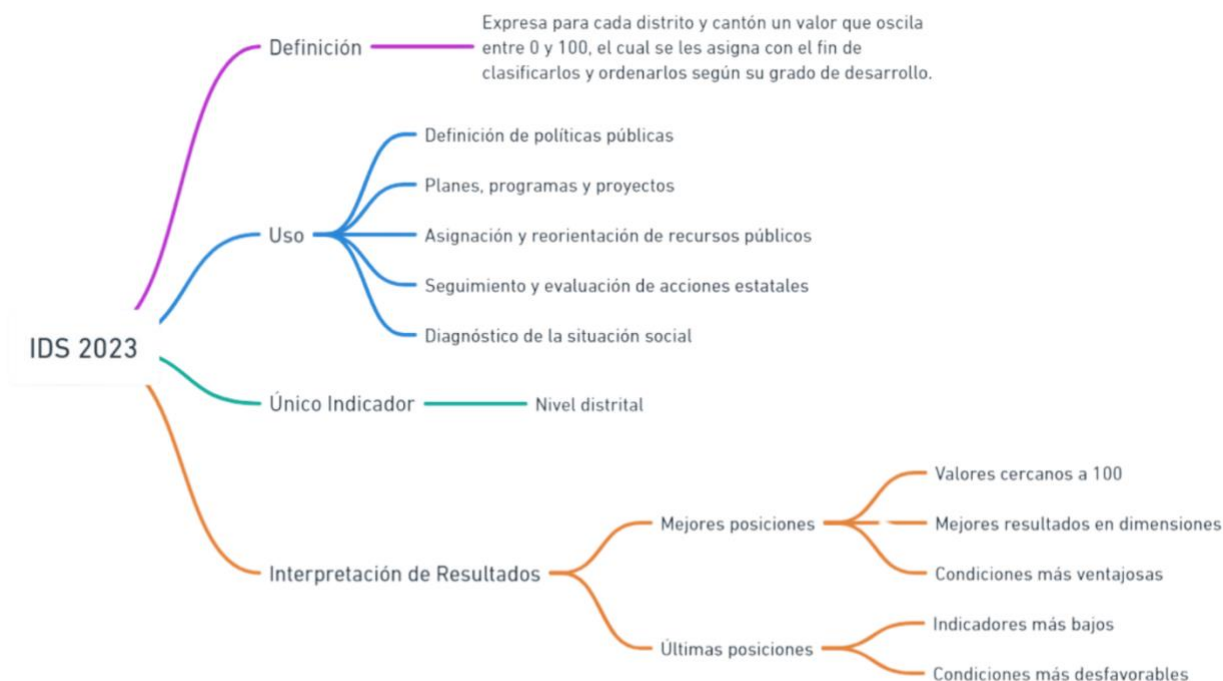 IDS 2023
Definición
Expresa para cada distrito y cantón un valor que oscila
entre 0 y 100, el cual se les asigna con el fin de
clasificarlos y ordenarlos según su grado de desarrollo.
Uso
Definición de políticas públicas
Planes, programas y proyectos
Asignación y reorientación de recursos públicos
Seguimiento y evaluación de acciones estatales
Diagnóstico de la situación social
Único Indicador
Nivel distrital
Interpretación de Resultados
Mejores posiciones
Valores cercanos a 100
Mejores resultados en dimensiones
Condiciones más ventajosas
Últimas posiciones
Indicadores más bajos
Condiciones más desfavorables